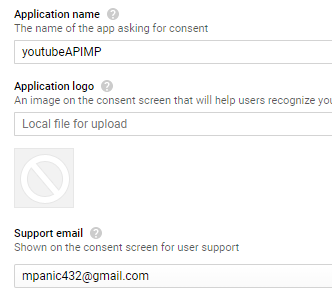 Application name
The name of the app asking for consent
youtubeAPIMP
Application logo
An image on the consent screen that will help users recognize you
Local file for upload
Support email
Shown on the consent screen for user support
mpanic432@gmail.com